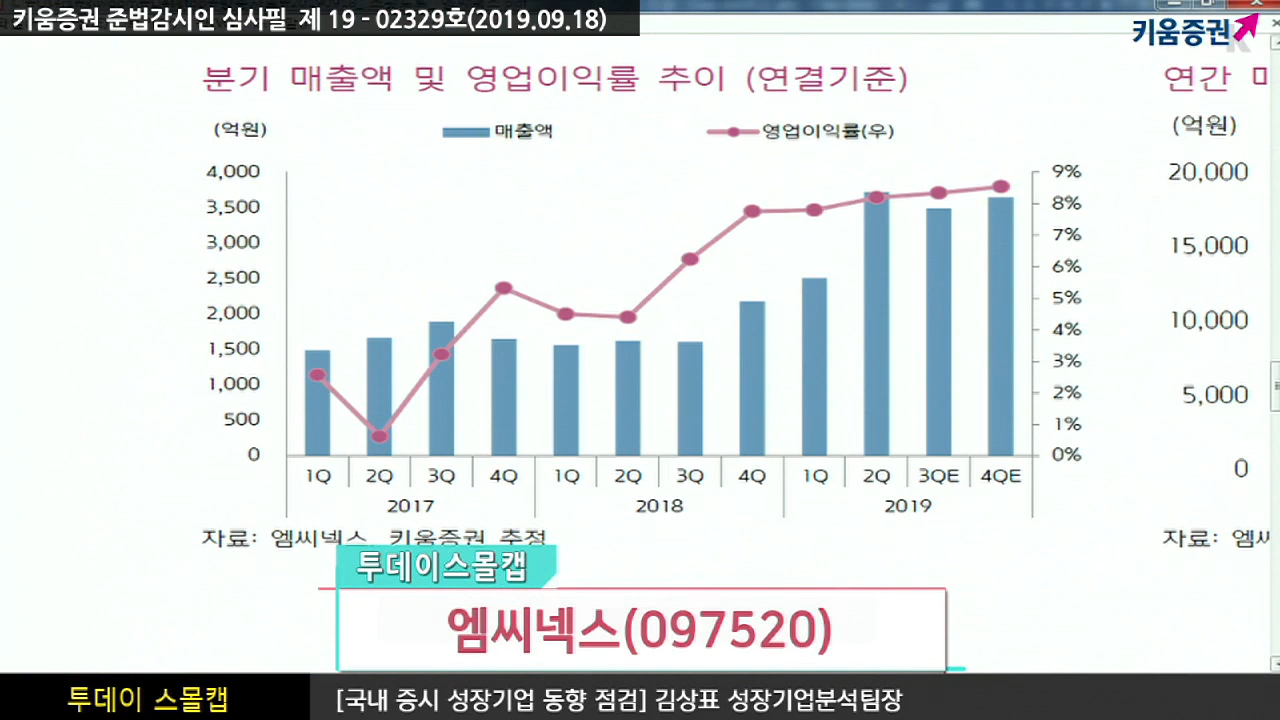 키움증권 준법감시인 심사필 제 19 - 02329호(2019.09.18)
키움증권
분기 매출액 및 영업이익률 추이 (연결기준)
연간
(억원)
매출액
영업이익률(우)
(억원)
4,000
3,500
3,000
2,500
2,000
1,500
1,000
500
0
9%
8%
7%
6%
5%
4%
3%
2%
1%
0%
20,000
15,000
10,000
5,000
0
1Q 2Q 3Q 4Q 1Q 2Q 3Q 4Q 1Q 2Q 3QE 4QE
2017 2018 2019
자료: 엠씨넥스, 키움증권 추정
자료:
투데이스몰캡
엠씨넥스(097520)
투데이 스몰캡
[국내 증시 성장기업 동향 점검] 김상표 성장기업분석팀장